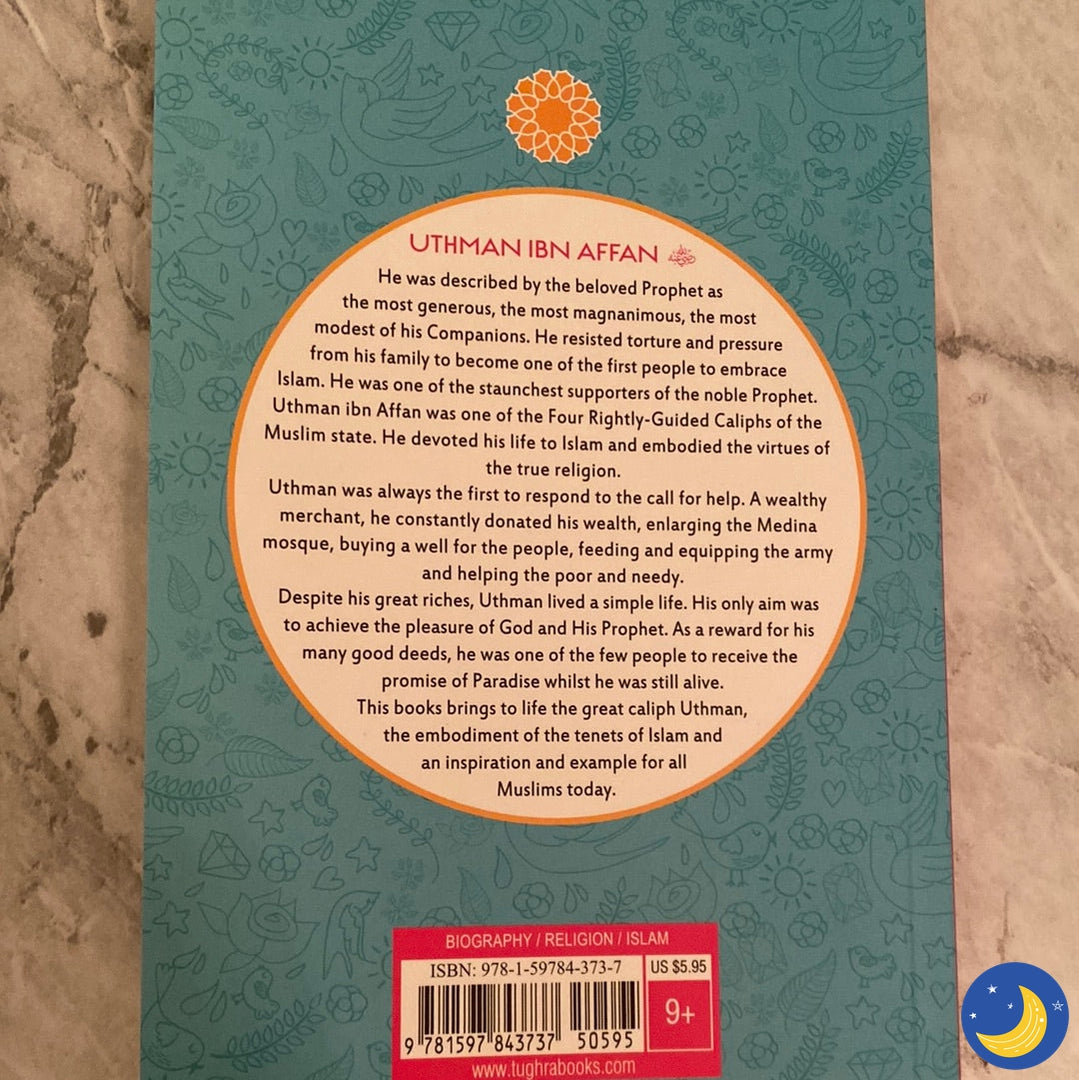 UTHMAN IBN AFFAN
He was described by the beloved Prophet as
the most generous, the most magnanimous, the most
modest of his Companions. He resisted torture and pressure
from his family to become one of the first people to embrace
Islam. He was one of the staunchest supporters of the noble Prophet.
Uthman ibn Affan was one of the Four Rightly-Guided Caliphs of the
Muslim state. He devoted his life to Islam and embodied the virtues of
the true religion.
Uthman was always the first to respond to the call for help. A wealthy
merchant, he constantly donated his wealth, enlarging the Medina
mosque, buying a well for the people, feeding and equipping the army
and helping the poor and needy.
Despite his great riches, Uthman lived a simple life. His only aim was
to achieve the pleasure of God and His Prophet. As a reward for his
many good deeds, he was one of the few people to receive the
promise of Paradise whilst he was still alive.
This books brings to life the great caliph Uthman,
the embodiment of the tenets of Islam and
an inspiration and example for all
Muslims today.
BIOGRAPHY / RELIGION / ISLAM
ISBN: 978-1-59784-373-7
US $5.95
9+
9 781597 843737 50595
www.tughrabooks.com